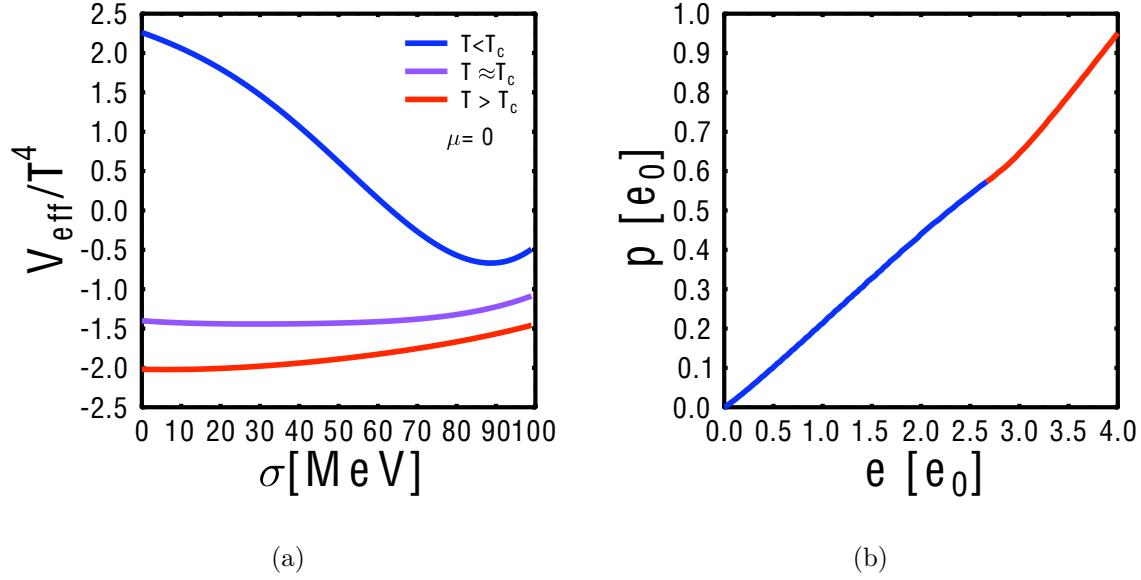 2.5
2.0
1.5
1.0
0.5
0.0
-0.5
-1.0
-1.5
-2.0
-2.5
V_eff/T^4
T<T_c
T ≈T_c
T > T_c
μ= 0
0 10 20 30 40 50 60 70 80 90 100
σ[MeV]
(a)
1.0
0.9
0.8
0.7
0.6
0.5
0.4
0.3
0.2
0.1
0.0
p [e_0]
0.0 0.5 1.0 1.5 2.0 2.5 3.0 3.5 4.0
e [e_0]
(b)